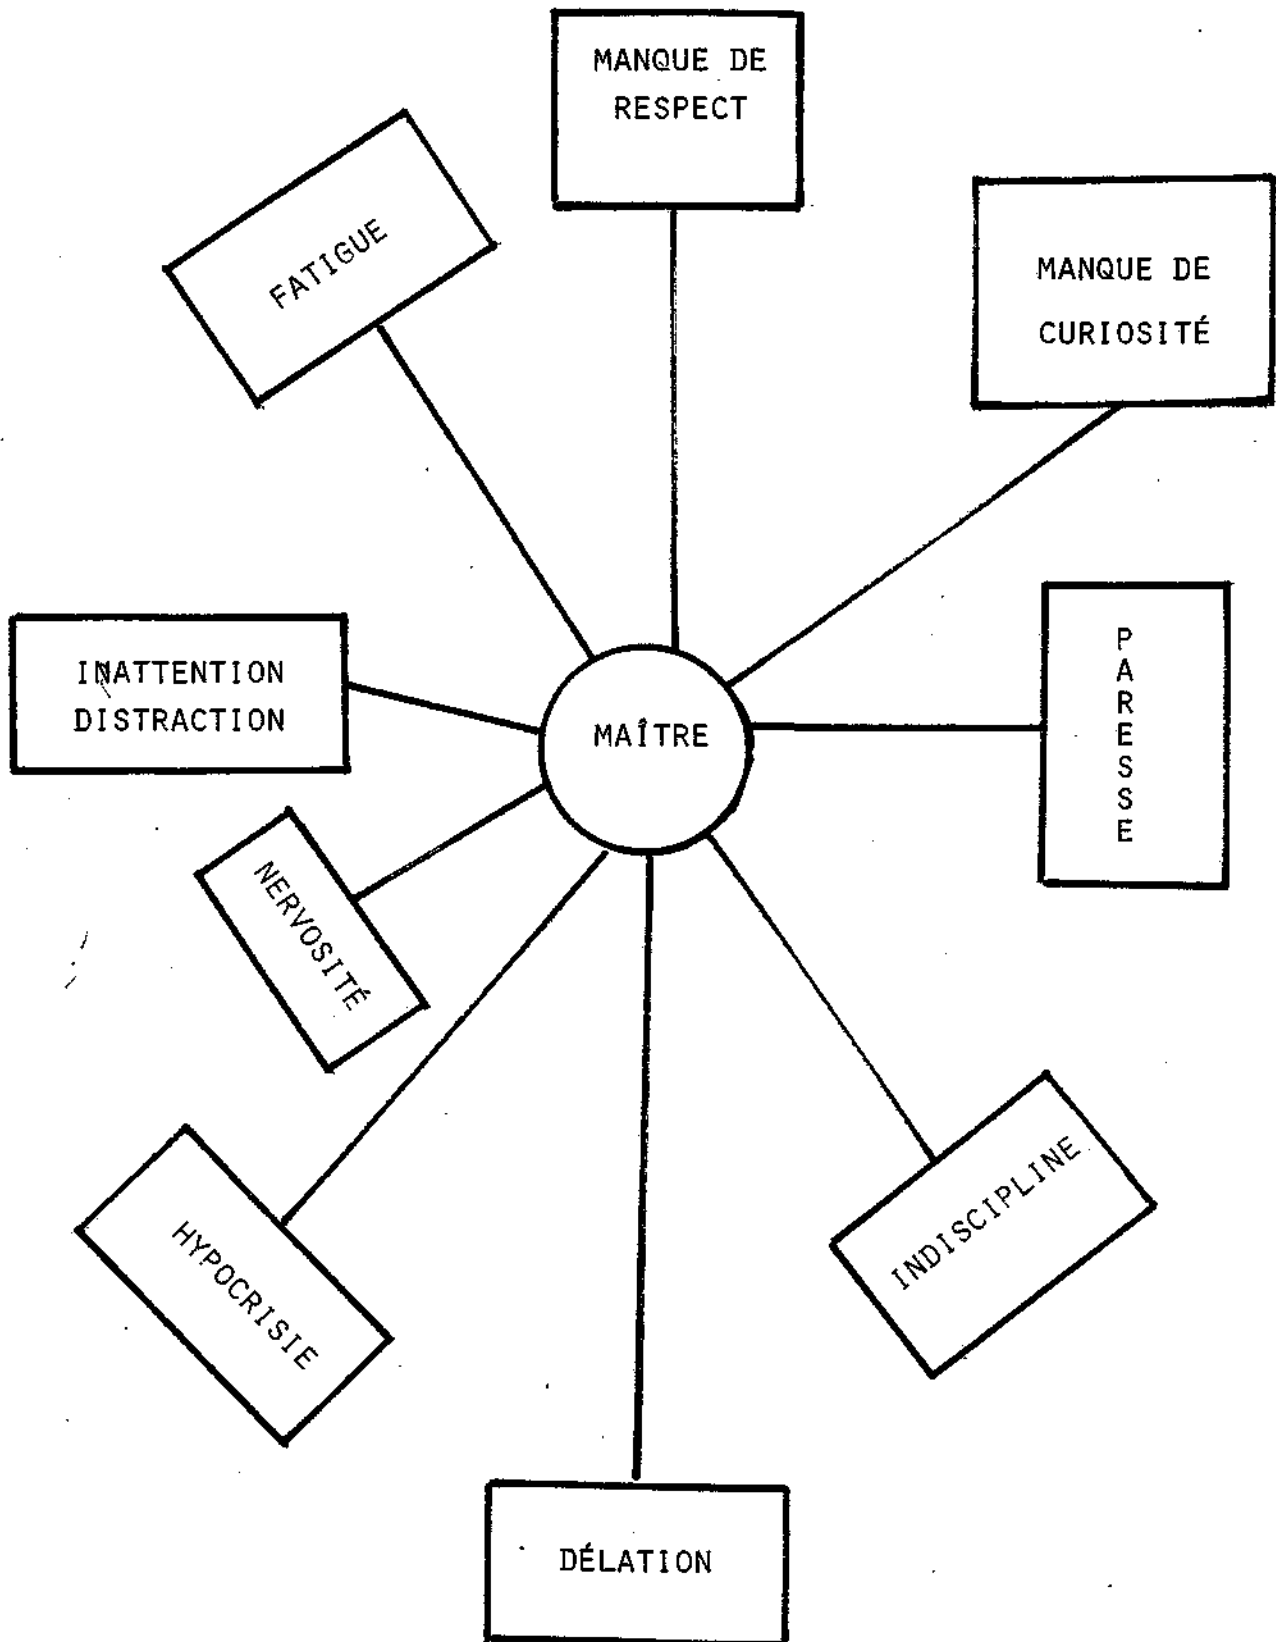 MANQUE DE
RESPECT
FATIGUE
MANQUE DE
CURIOSITÉ
INATTENTION
DISTRACTION
MAÎTRE
PARESSE
NERVOSITÉ
HYPOCRISIE
INDISCIPLINE
DÉLATION